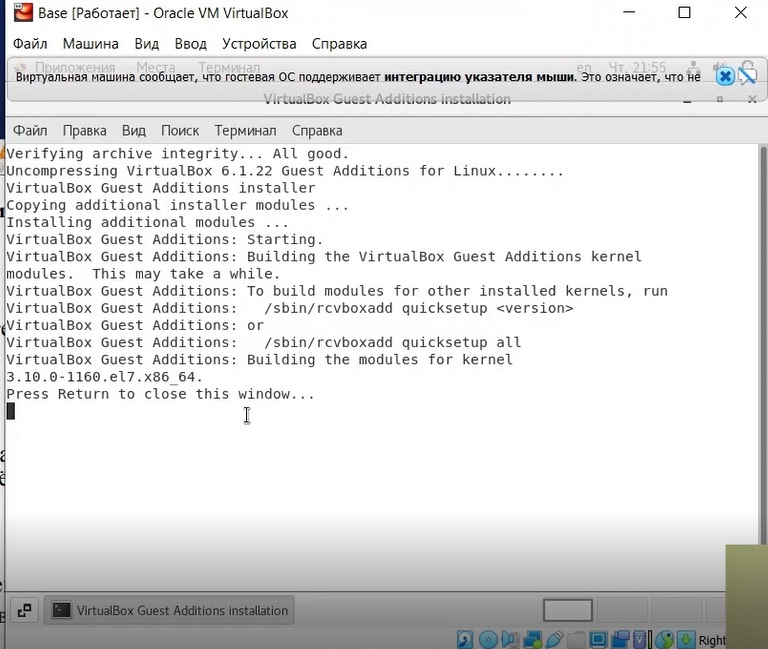 Base [Работает] - Oracle VM VirtualBox
Файл Машина Вид Ввод Устройства Справка
Приложения Места Терминал en Чт, 21:55
Виртуальная машина сообщает, что гостевая ОС поддерживает интеграцию указателя мыши. Это означает, что не
VirtualBox Guest Additions installation
Файл Правка Вид Поиск Терминал Справка
Verifying archive integrity... All good.
Uncompressing VirtualBox 6.1.22 Guest Additions for Linux........
VirtualBox Guest Additions installer
Copying additional installer modules ...
Installing additional modules ...
VirtualBox Guest Additions: Starting.
VirtualBox Guest Additions: Building the VirtualBox Guest Additions kernel
modules.  This may take a while.
VirtualBox Guest Additions: To build modules for other installed kernels, run
VirtualBox Guest Additions:   /sbin/rcvboxadd quicksetup <version>
VirtualBox Guest Additions: or
VirtualBox Guest Additions:   /sbin/rcvboxadd quicksetup all
VirtualBox Guest Additions: Building the modules for kernel
3.10.0-1160.el7.x86_64.
Press Return to close this window...
VirtualBox Guest Additions installation
Right